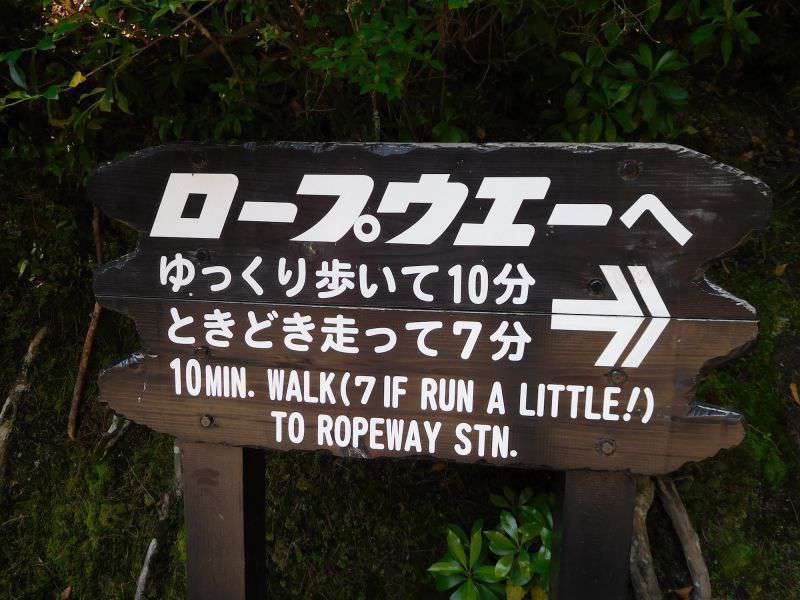 ロープウエーへ
ゆっくり歩いて10分
ときどき走って7分
10MIN. WALK(7 IF RUN A LITTLE!)
TO ROPEWAY STN.